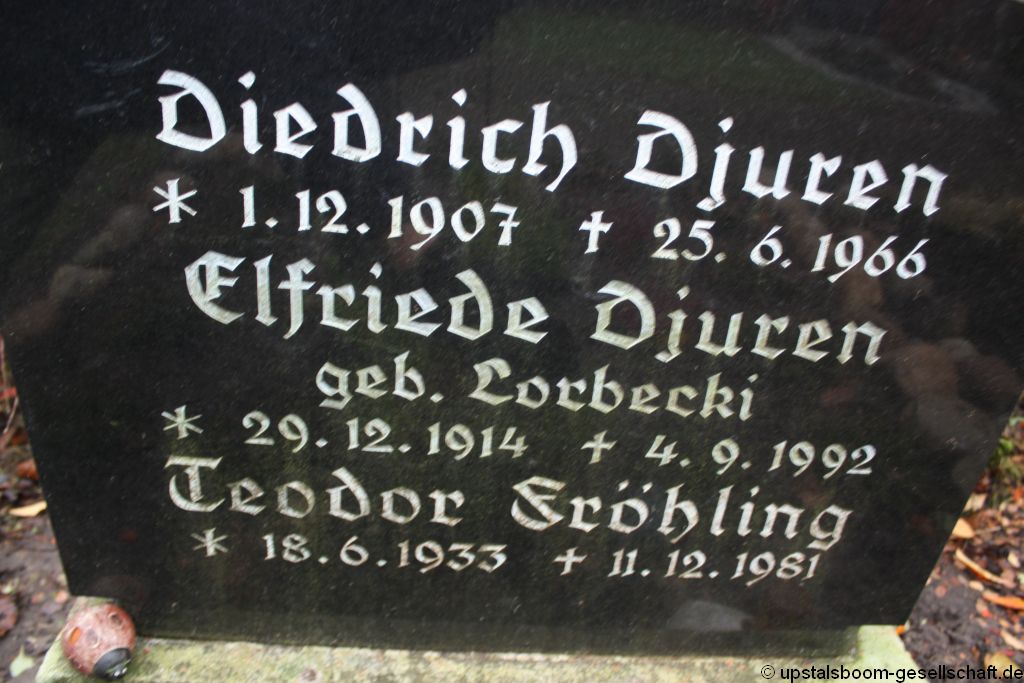 Diedrich Djuren
* 1. 12. 1907 † 25. 6. 1966
Elfriede Djuren
geb. Lorbecki
* 29. 12. 1914 † 4. 9. 1992
Teodor Fröhling
* 18. 6. 1933 † 11. 12. 1981
© upstalsboom-gesellschaft.de